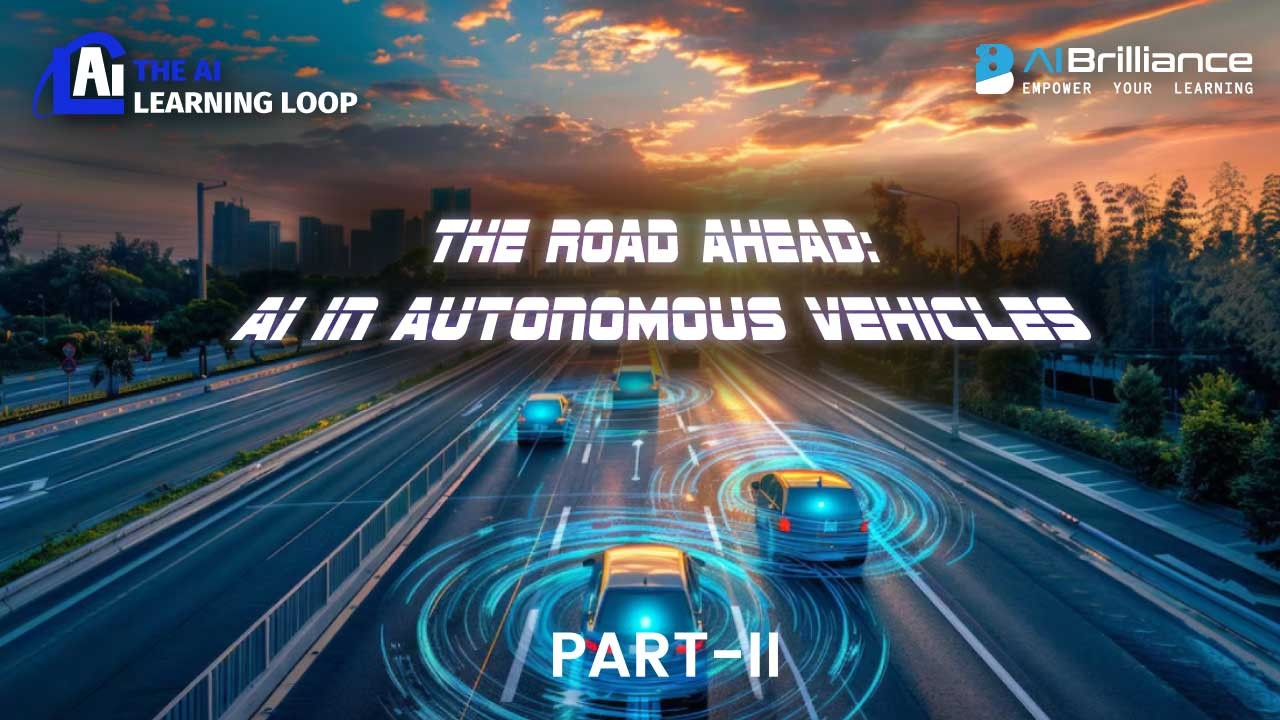 Ai THE AI
LEARNING LOOP
AIBrilliance
EMPOWER YOUR LEARNING
THE ROAD AHEAD:
AI IN AUTONOMOUS VEHICLES
PART-II